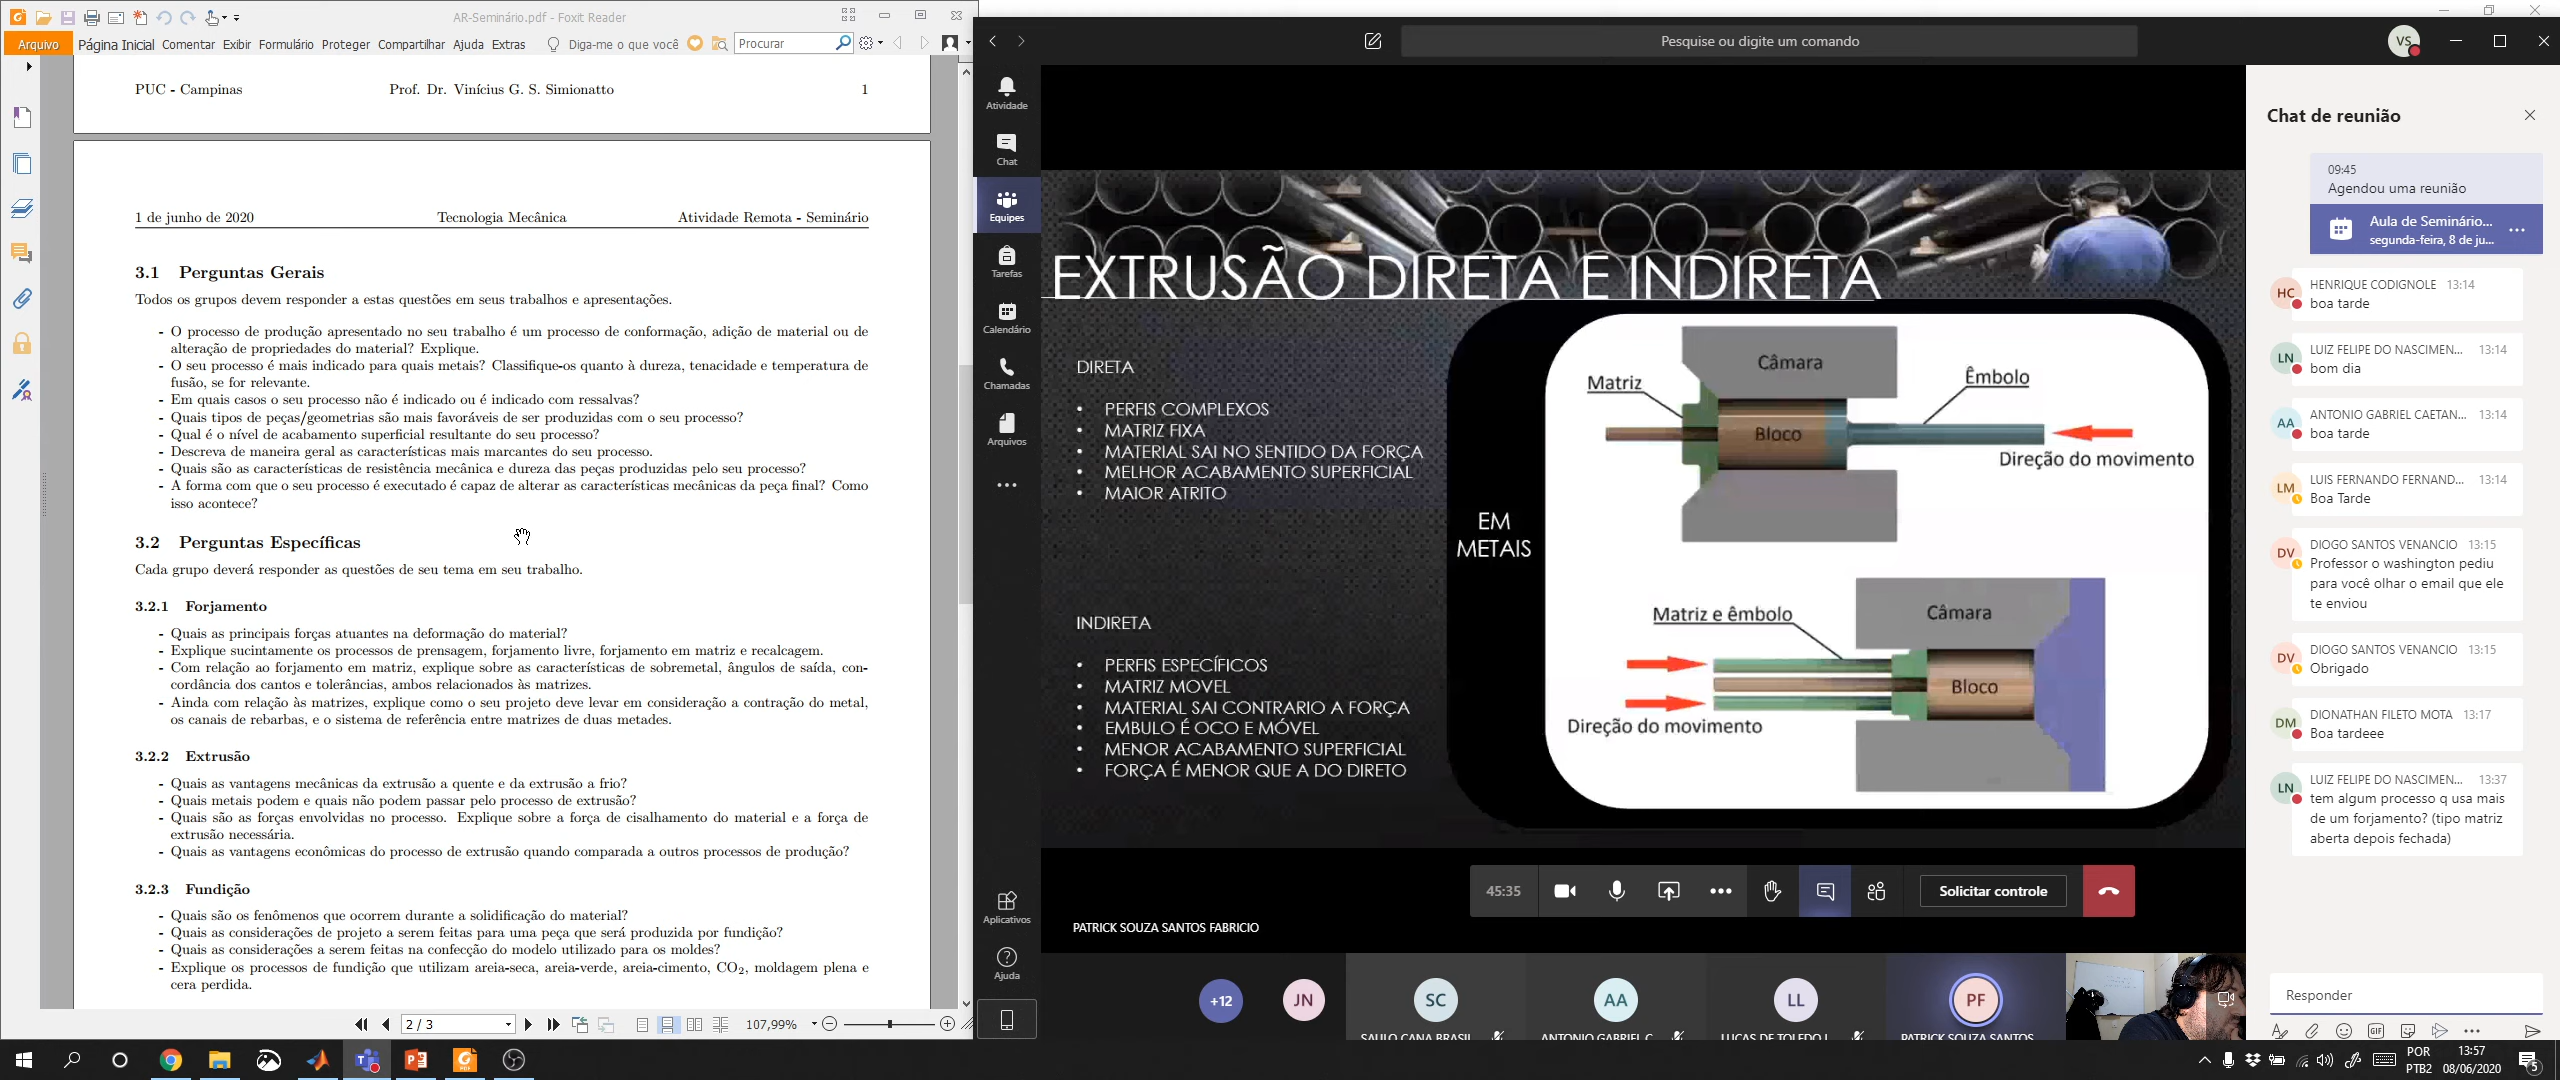 AR-Seminário.pdf - Foxit Reader
Arquivo Página Inicial Comentar Exibir Formulário Proteger Compartilhar Ajuda Extras Diga-me o que você Procurar
PUC - Campinas Prof. Dr. Vinícius G. S. Simionatto 1
1 de junho de 2020 Tecnologia Mecânica Atividade Remota - Seminário
3.1 Perguntas Gerais
Todos os grupos devem responder a estas questões em seus trabalhos e apresentações.
- O processo de produção apresentado no seu trabalho é um processo de conformação, adição de material ou de
alteração de propriedades do material? Explique.
- O seu processo é mais indicado para quais metais? Classifique-os quanto à dureza, tenacidade e temperatura de
fusão, se for relevante.
- Em quais casos o seu processo não é indicado ou é indicado com ressalvas?
- Quais tipos de peças/geometrias são mais favoráveis de ser produzidas com o seu processo?
- Qual é o nível de acabamento superficial resultante do seu processo?
- Descreva de maneira geral as características mais marcantes do seu processo.
- Quais são as características de resistência mecânica e dureza das peças produzidas pelo seu processo?
- A forma com que o seu processo é executado é capaz de alterar as características mecânicas da peça final? Como
isso acontece?
3.2 Perguntas Específicas
Cada grupo deverá responder as questões de seu tema em seu trabalho.
3.2.1 Forjamento
- Quais as principais forças atuantes na deformação do material?
- Explique sucintamente os processos de prensagem, forjamento livre, forjamento em matriz e recalcagem.
- Com relação ao forjamento em matriz, explique sobre as características de sobremetal, ângulos de saída, con-
cordância dos cantos e tolerâncias, ambos relacionados às matrizes.
- Ainda com relação às matrizes, explique como o seu projeto deve levar em consideração a contração do metal,
os canais de rebarbas, e o sistema de referência entre matrizes de duas metades.
3.2.2 Extrusão
- Quais as vantagens mecânicas da extrusão a quente e da extrusão a frio?
- Quais metais podem e quais não podem passar pelo processo de extrusão?
- Quais são as forças envolvidas no processo. Explique sobre a força de cisalhamento do material e a força de
extrusão necessária.
- Quais as vantagens econômicas do processo de extrusão quando comparada a outros processos de produção?
3.2.3 Fundição
- Quais são os fenômenos que ocorrem durante a solidificação do material?
- Quais as considerações de projeto a serem feitas para uma peça que será produzida por fundição?
- Quais as considerações a serem feitas na confecção do modelo utilizado para os moldes?
- Explique os processos de fundição que utilizam areia-seca, areia-verde, areia-cimento, CO₂, moldagem plena e
cera perdida.
2 / 3 107,99%
Pesquise ou digite um comando
VS
Atividade
Chat
Equipes
Tarefas
Calendário
Chamadas
Arquivos
Aplicativos
Ajuda
EXTRUSÃO DIRETA E INDIRETA
DIRETA
• PERFIS COMPLEXOS
• MATRIZ FIXA
• MATERIAL SAI NO SENTIDO DA FORÇA
• MELHOR ACABAMENTO SUPERFICIAL
• MAIOR ATRITO
INDIRETA
• PERFIS ESPECÍFICOS
• MATRIZ MOVEL
• MATERIAL SAI CONTRARIO A FORÇA
• EMBULO É OCO E MÓVEL
• MENOR ACABAMENTO SUPERFICIAL
• FORÇA É MENOR QUE A DO DIRETO
EM
METAIS
Câmara
Matriz
Êmbolo
Bloco
Direção do movimento
Matriz e êmbolo
Câmara
Bloco
Direção do movimento
45:35
Solicitar controle
PATRICK SOUZA SANTOS FABRICIO
+12 JN SC AA LL PF
SAULO CANA BRASIL ANTONIO GABRIEL C... LUCAS DE TOLEDO L... PATRICK SOUZA SANTOS
Chat de reunião
09:45
Agendou uma reunião
Aula de Seminário...
segunda-feira, 8 de ju...
HC HENRIQUE CODIGNOLE 13:14
boa tarde
LN LUIZ FELIPE DO NASCIMEN... 13:14
bom dia
AA ANTONIO GABRIEL CAETAN... 14:13
boa tarde
LM LUIS FERNANDO FERNAND... 13:14
Boa Tarde
DV DIOGO SANTOS VENANCIO 13:15
Professor o washington pediu
para você olhar o email que ele
te enviou
DV DIOGO SANTOS VENANCIO 13:15
Obrigado
DM DIONATHAN FILETO MOTA 13:17
Boa tardeee
LN LUIZ FELIPE DO NASCIMEN... 13:37
tem algum processo q usa mais
de um forjamento? (tipo matriz
aberta depois fechada)
Responder
GIF
POR
PTB2
13:57
08/06/2020
5